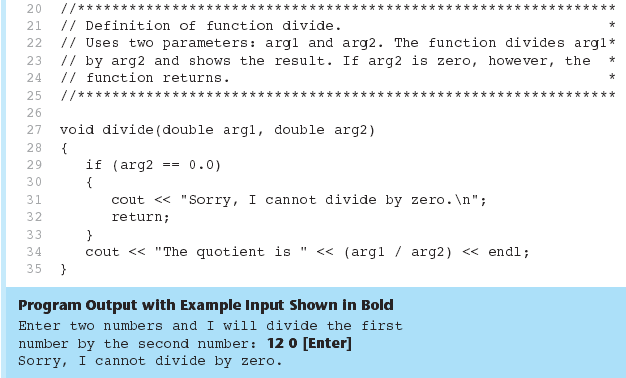 20 //**************************************************************
21 // Definition of function divide. *
22 // Uses two parameters: arg1 and arg2. The function divides arg1*
23 // by arg2 and shows the result. If arg2 is zero, however, the *
24 // function returns. *
25 //**************************************************************
26
27 void divide(double arg1, double arg2)
28 {
29 if (arg2 == 0.0)
30 {
31 cout << "Sorry, I cannot divide by zero.\n";
32 return;
33 }
34 cout << "The quotient is " << (arg1 / arg2) << endl;
35 }
Program Output with Example Input Shown in Bold
Enter two numbers and I will divide the first
number by the second number: 12 0 [Enter]
Sorry, I cannot divide by zero.